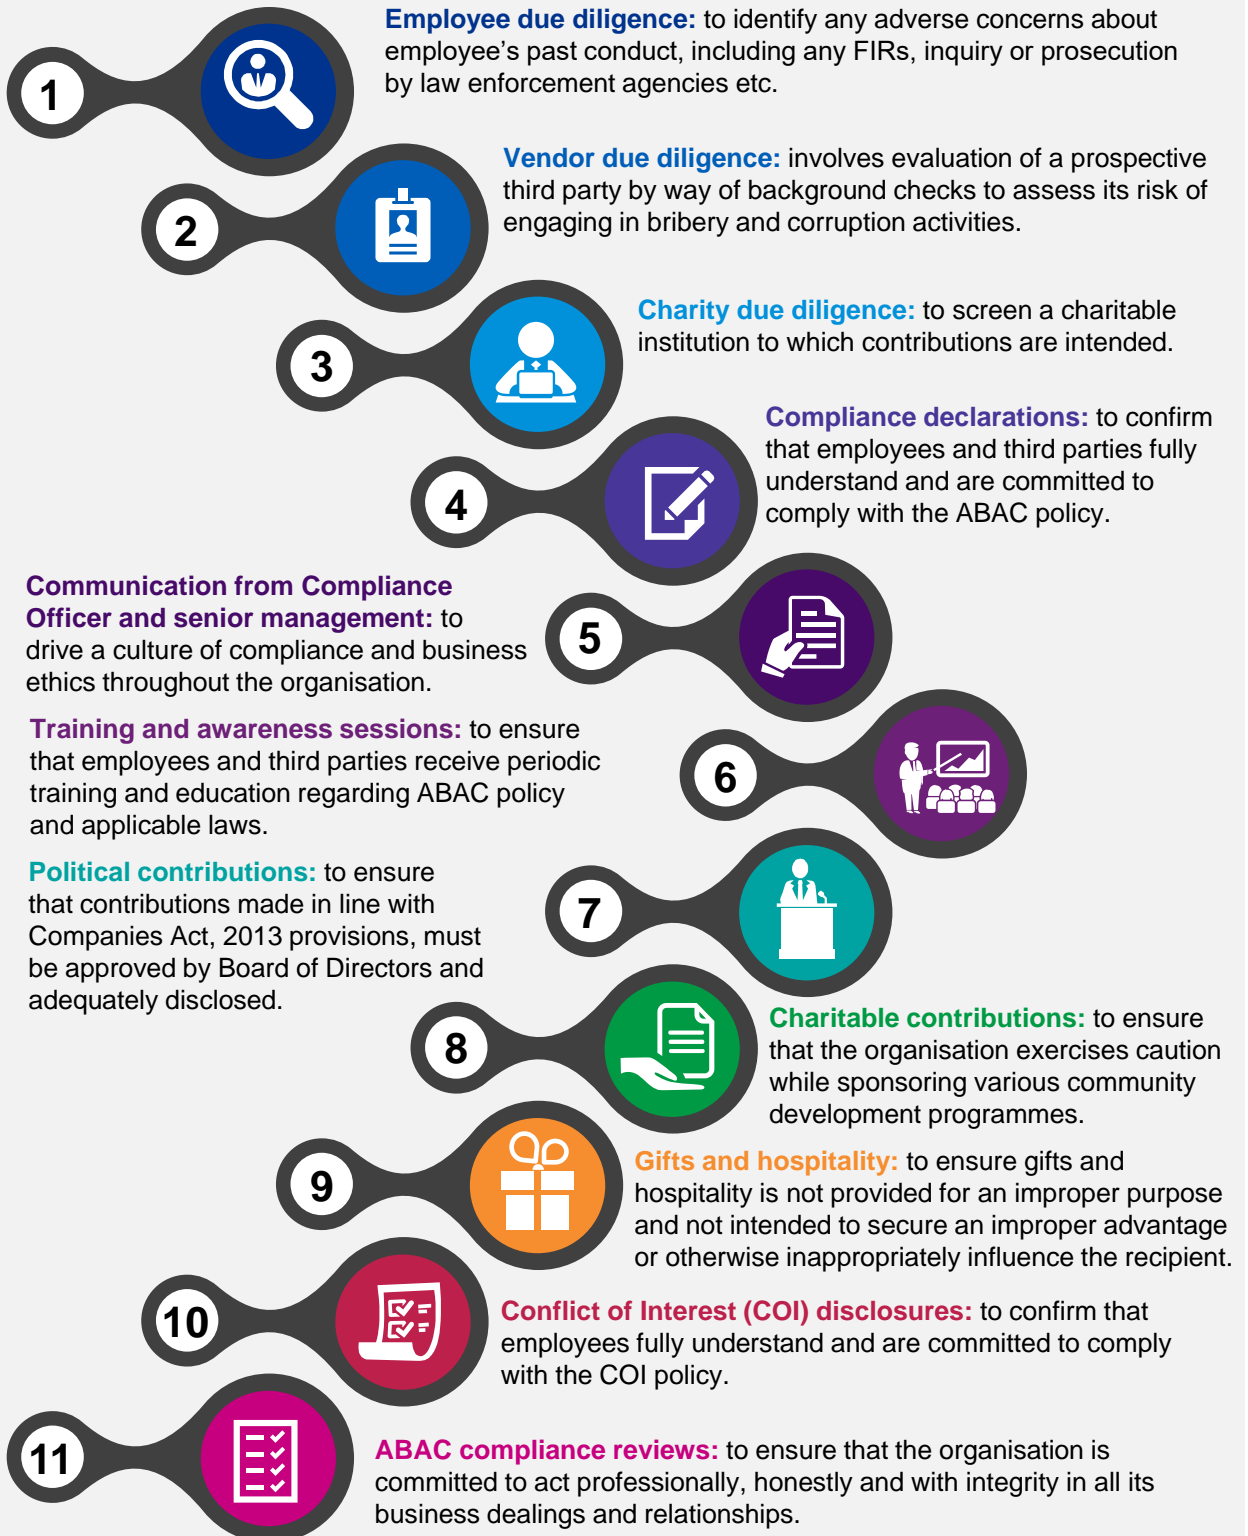 1
Employee due diligence: to identify any adverse concerns about
employee's past conduct, including any FIRs, inquiry or prosecution
by law enforcement agencies etc.
2
Vendor due diligence: involves evaluation of a prospective
third party by way of background checks to assess its risk of
engaging in bribery and corruption activities.
3
Charity due diligence: to screen a charitable
institution to which contributions are intended.
4
Compliance declarations: to confirm
that employees and third parties fully
understand and are committed to
comply with the ABAC policy.
5
Communication from Compliance
Officer and senior management: to
drive a culture of compliance and business
ethics throughout the organisation.
6
Training and awareness sessions: to ensure
that employees and third parties receive periodic
training and education regarding ABAC policy
and applicable laws.
7
Political contributions: to ensure
that contributions made in line with
Companies Act, 2013 provisions, must
be approved by Board of Directors and
adequately disclosed.
8
Charitable contributions: to ensure
that the organisation exercises caution
while sponsoring various community
development programmes.
9
Gifts and hospitality: to ensure gifts and
hospitality is not provided for an improper purpose
and not intended to secure an improper advantage
or otherwise inappropriately influence the recipient.
10
Conflict of Interest (COI) disclosures: to confirm that
employees fully understand and are committed to comply
with the COI policy.
11
ABAC compliance reviews: to ensure that the organisation is
committed to act professionally, honestly and with integrity in all its
business dealings and relationships.